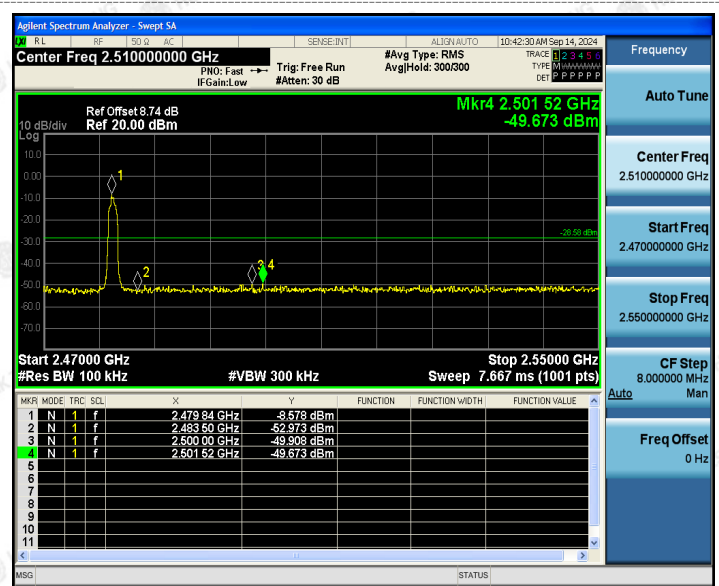 Agilent Spectrum Analyzer - Swept SA
LXI RL RF 50 Ω AC SENSE:INT ALIGN AUTO 10:42:30 AM Sep 14, 2024
Center Freq 2.510000000 GHz #Avg Type: RMS TRACE 1 2 3 4 5 6
PNO: Fast Trig: Free Run Avg|Hold: 300/300 TYPE M W W W W W
IFGain:Low #Atten: 30 dB DET P P P P P P
Frequency
Auto Tune
Center Freq
2.510000000 GHz
Start Freq
2.470000000 GHz
Stop Freq
2.550000000 GHz
CF Step
8.000000 MHz
Auto Man
Freq Offset
0 Hz
Mkr4 2.501 52 GHz
-49.673 dBm
Ref Offset 8.74 dB
10 dB/div Ref 20.00 dBm
Log
10.0
0.00
-10.0
-20.0
-30.0
-40.0
-50.0
-60.0
-70.0
1
2
3 4
-28.58 dBm
Start 2.47000 GHz Stop 2.55000 GHz
#Res BW 100 kHz #VBW 300 kHz Sweep 7.667 ms (1001 pts)
MKR MODE TRC SCL X Y FUNCTION FUNCTION WIDTH FUNCTION VALUE
1 N 1 f 2.479 84 GHz -8.578 dBm
2 N 1 f 2.483 50 GHz -52.973 dBm
3 N 1 f 2.500 00 GHz -49.908 dBm
4 N 1 f 2.501 52 GHz -49.673 dBm
5
6
7
8
9
10
11
MSG STATUS